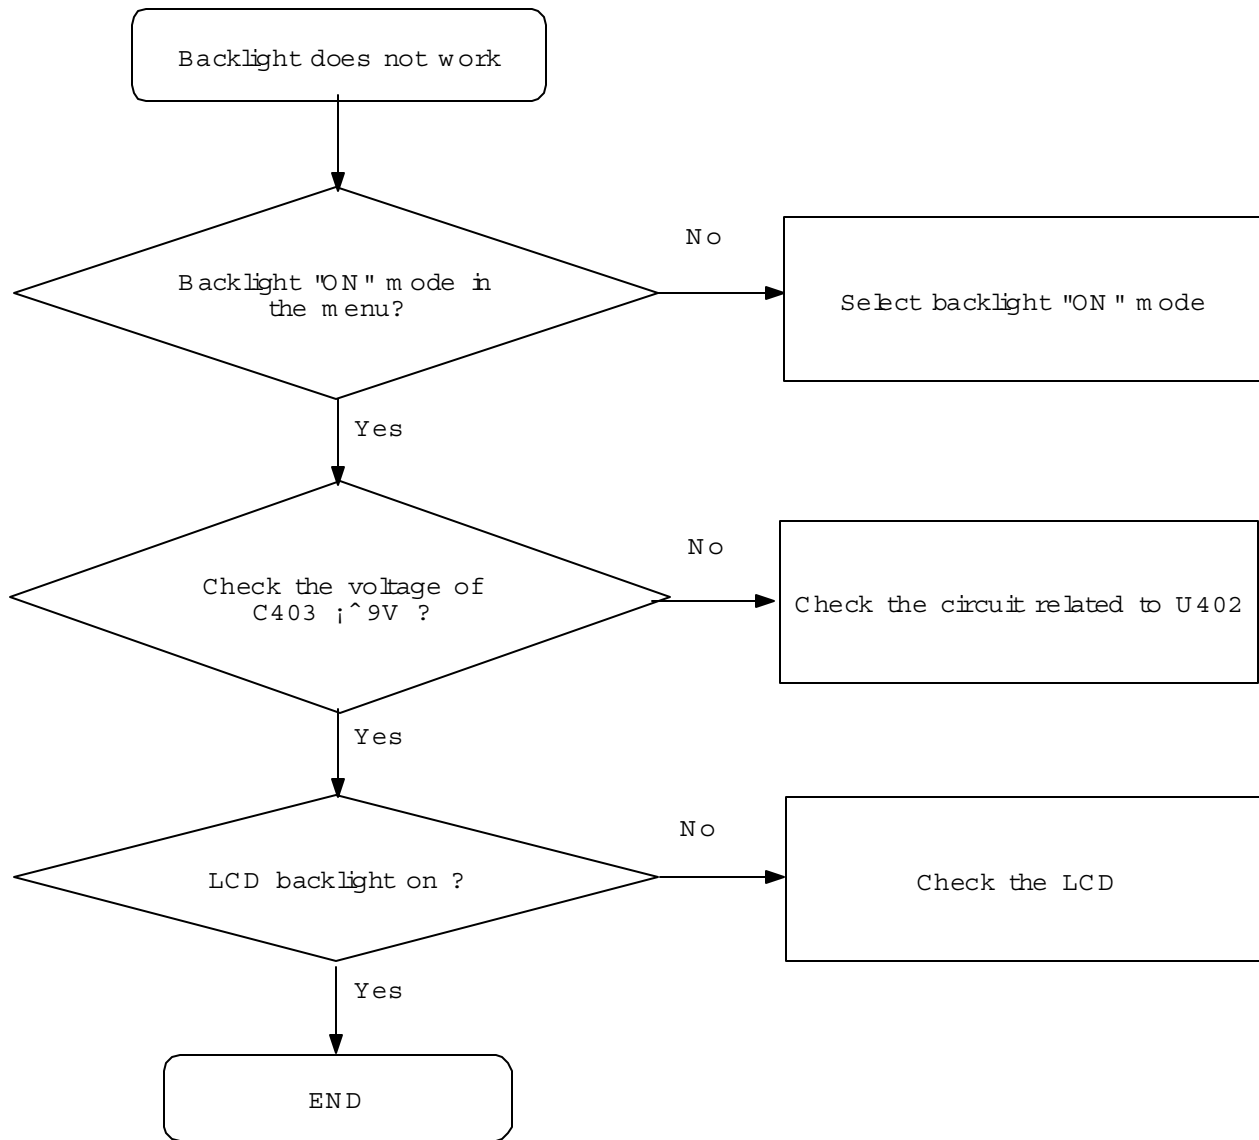 Backlight does not work
Backlight "ON" mode in
the menu?
No
Select backlight "ON" mode
Yes
Check the voltage of
C403 ¡ˆ9V ?
No
Check the circuit related to U402
Yes
LCD backlight on ?
No
Check the LCD
Yes
END